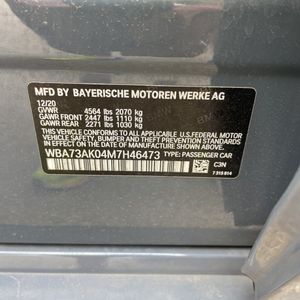 MFD BY BAYERISCHE MOTOREN WERKE AG
12/20
GVWR 4564 lbs 2070 kg
GAWR FRONT 2447 lbs 1110 kg
GAWR REAR 2271 lbs 1030 kg
THIS VEHICLE CONFORMS TO ALL APPLICABLE
U.S.FEDERAL MOTOR
VEHICLE SAFETY, BUMPER, AND THEFT PREVENTION STANDARDS
IN EFFECT ON THE DATE OF MANUFACTURE SHOWN ABOVE.
WBA73AK04M7H46473 TYPE: PASSENGER CAR
C3N
7 319 814